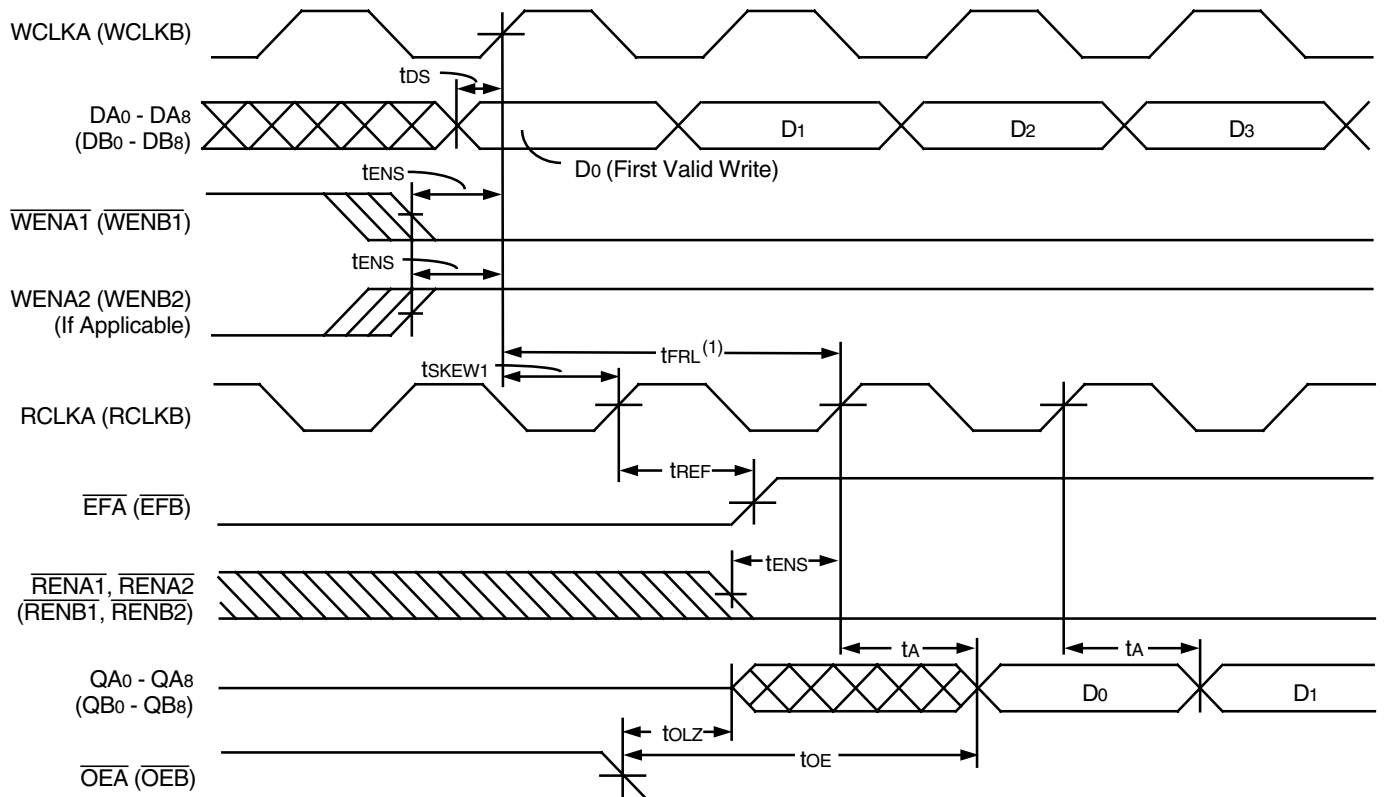 WCLKA (WCLKB)
tDS
DA0 - DA8
(DB0 - DB8)
D1
D2
D3
D0 (First Valid Write)
tENS
WENA1 (WENB1)
tENS
WENA2 (WENB2)
(If Applicable)
tFRL(1)
tSKEW1
RCLKA (RCLKB)
tREF
EFA (EFB)
tENS
RENA1, RENA2
(RENB1, RENB2)
tA
tA
QA0 - QA8
(QB0 - QB8)
D0
D1
tOLZ
tOE
OEA (OEB)